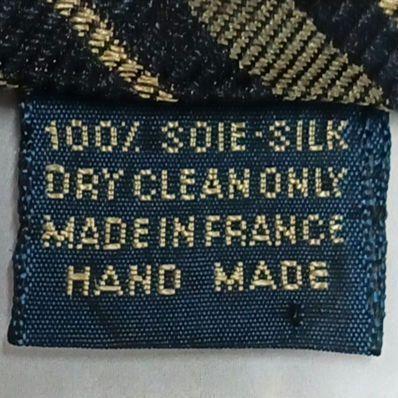 100% SOIE-SILK
DRY CLEAN ONLY
MADE IN FRANCE
HAND MADE